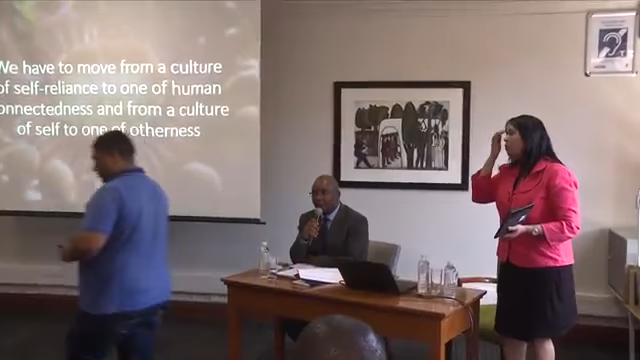 We have to move from a culture
of self-reliance to one of human
connectedness and from a culture
of self to one of otherness